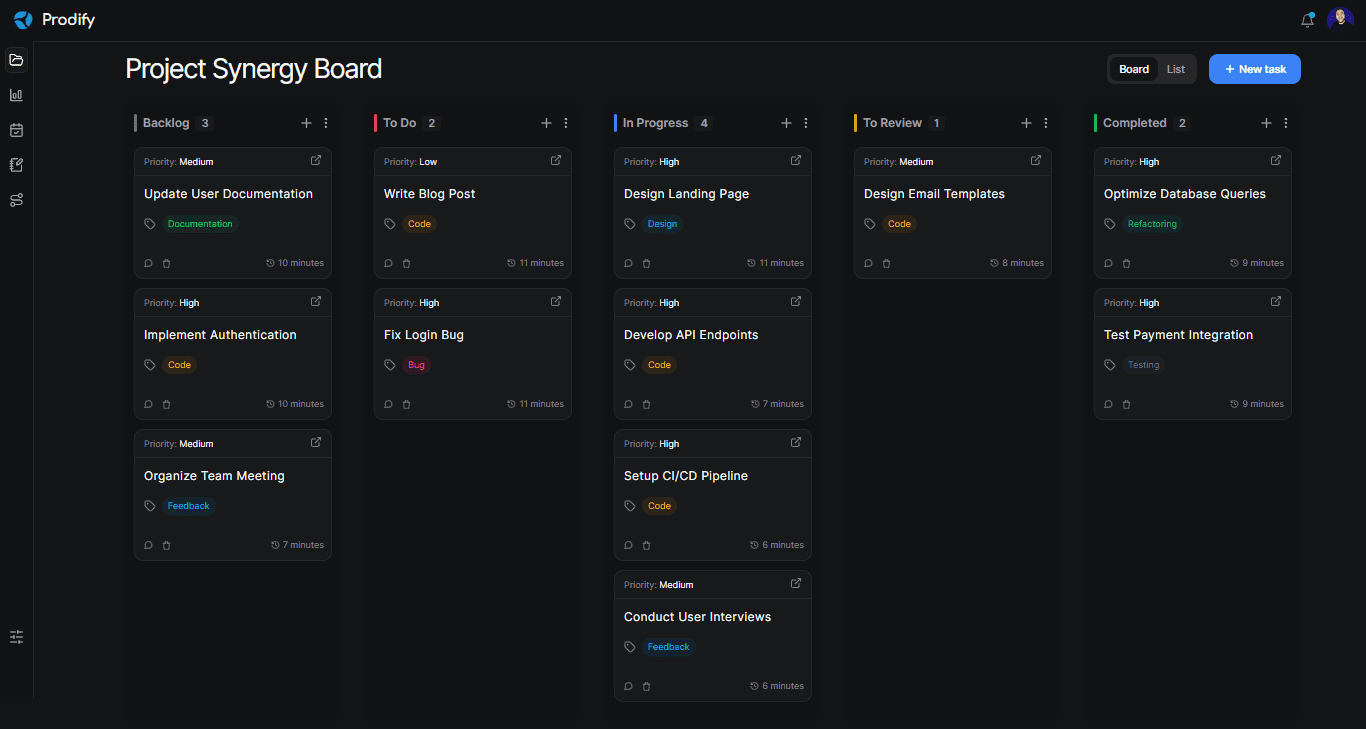 Prodify
Project Synergy Board
Board List + New task
Backlog 3
Priority: Medium
Update User Documentation
Documentation
10 minutes
Priority: High
Implement Authentication
Code
10 minutes
Priority: Medium
Organize Team Meeting
Feedback
7 minutes
To Do 2
Priority: Low
Write Blog Post
Code
11 minutes
Priority: High
Fix Login Bug
Bug
11 minutes
In Progress 4
Priority: High
Design Landing Page
Design
11 minutes
Priority: High
Develop API Endpoints
Code
7 minutes
Priority: High
Setup CI/CD Pipeline
Code
6 minutes
Priority: Medium
Conduct User Interviews
Feedback
6 minutes
To Review 1
Priority: Medium
Design Email Templates
Code
8 minutes
Completed 2
Priority: High
Optimize Database Queries
Refactoring
9 minutes
Priority: High
Test Payment Integration
Testing
9 minutes